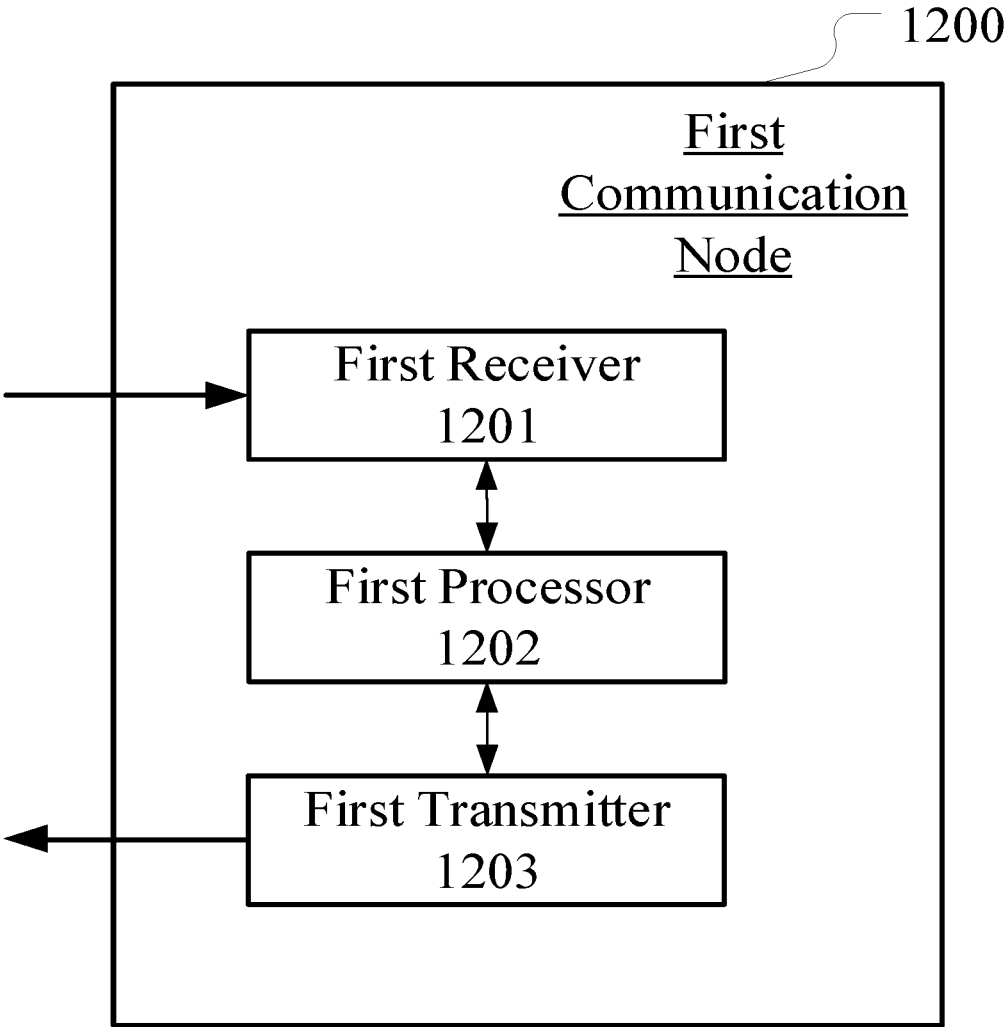 1200
First
Communication
Node
First Receiver
1201
First Processor
1202
First Transmitter
1203